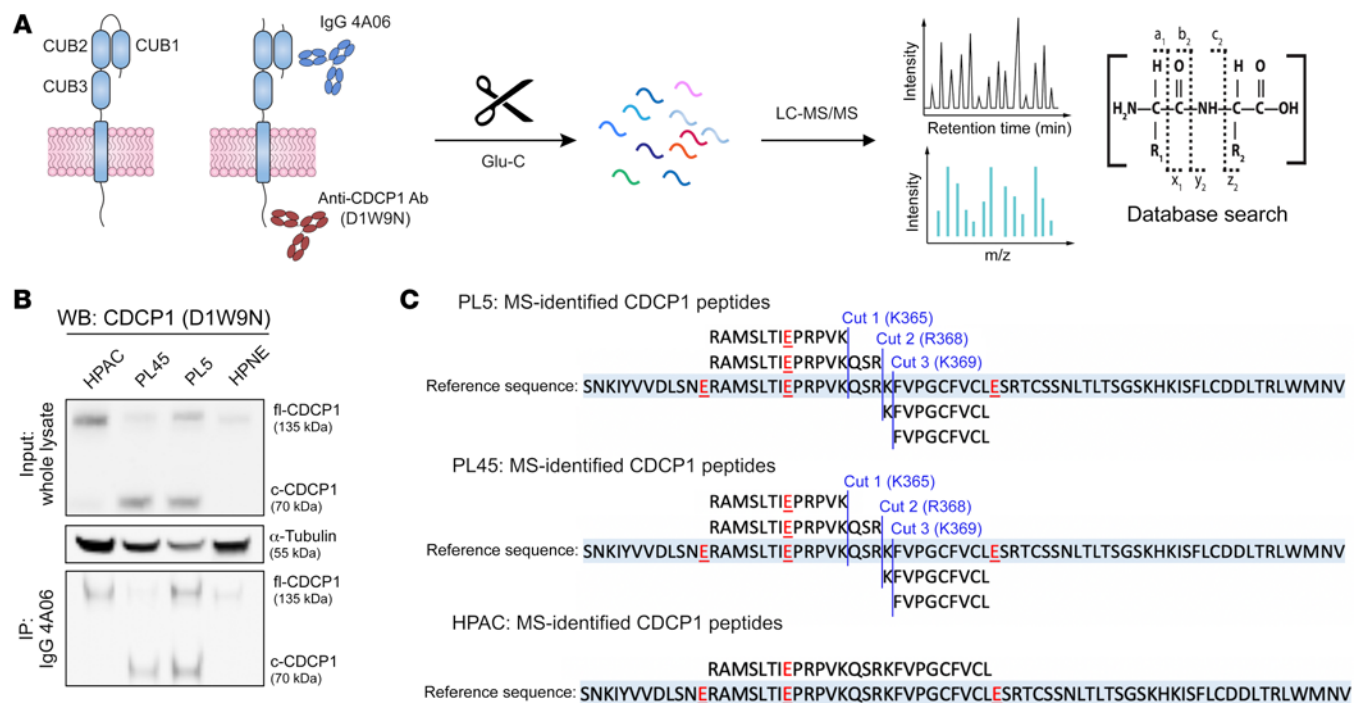 A
CUB2
CUB1
CUB3
IgG 4A06
Anti-CDCP1 Ab
(D1W9N)
Glu-C
LC-MS/MS
Intensity
Retention time (min)
Intensity
m/z
a1 b2 c2
H O H O
H2N—C—C—NH—C—C—OH
R1 R2
x1 y2 z2
Database search
B
WB: CDCP1 (D1W9N)
HPAC PL45 PL5 HPNE
Input:
whole lysate
fl-CDCP1
(135 kDa)
c-CDCP1
(70 kDa)
α-Tubulin
(55 kDa)
IP:
IgG 4A06
fl-CDCP1
(135 kDa)
c-CDCP1
(70 kDa)
C
PL5: MS-identified CDCP1 peptides
Cut 1 (K365)
RAMSLTIEPRPVK
Cut 2 (R368)
RAMSLTIEPRPVKQSR
Cut 3 (K369)
Reference sequence: SNKIYVVDLSNERAMSLTIEPRPVKQSRKFVPGCFVCLESRTCSSNLTLTSGSKHKISFLCDDLTRLWMNV
KFVPGCFVCL
FVPGCFVCL
PL45: MS-identified CDCP1 peptides
Cut 1 (K365)
RAMSLTIEPRPVK
Cut 2 (R368)
RAMSLTIEPRPVKQSR
Cut 3 (K369)
Reference sequence: SNKIYVVDLSNERAMSLTIEPRPVKQSRKFVPGCFVCLESRTCSSNLTLTSGSKHKISFLCDDLTRLWMNV
KFVPGCFVCL
FVPGCFVCL
HPAC: MS-identified CDCP1 peptides
RAMSLTIEPRPVKQSRKFVPGCFVCL
Reference sequence: SNKIYVVDLSNERAMSLTIEPRPVKQSRKFVPGCFVCLESRTCSSNLTLTSGSKHKISFLCDDLTRLWMNV